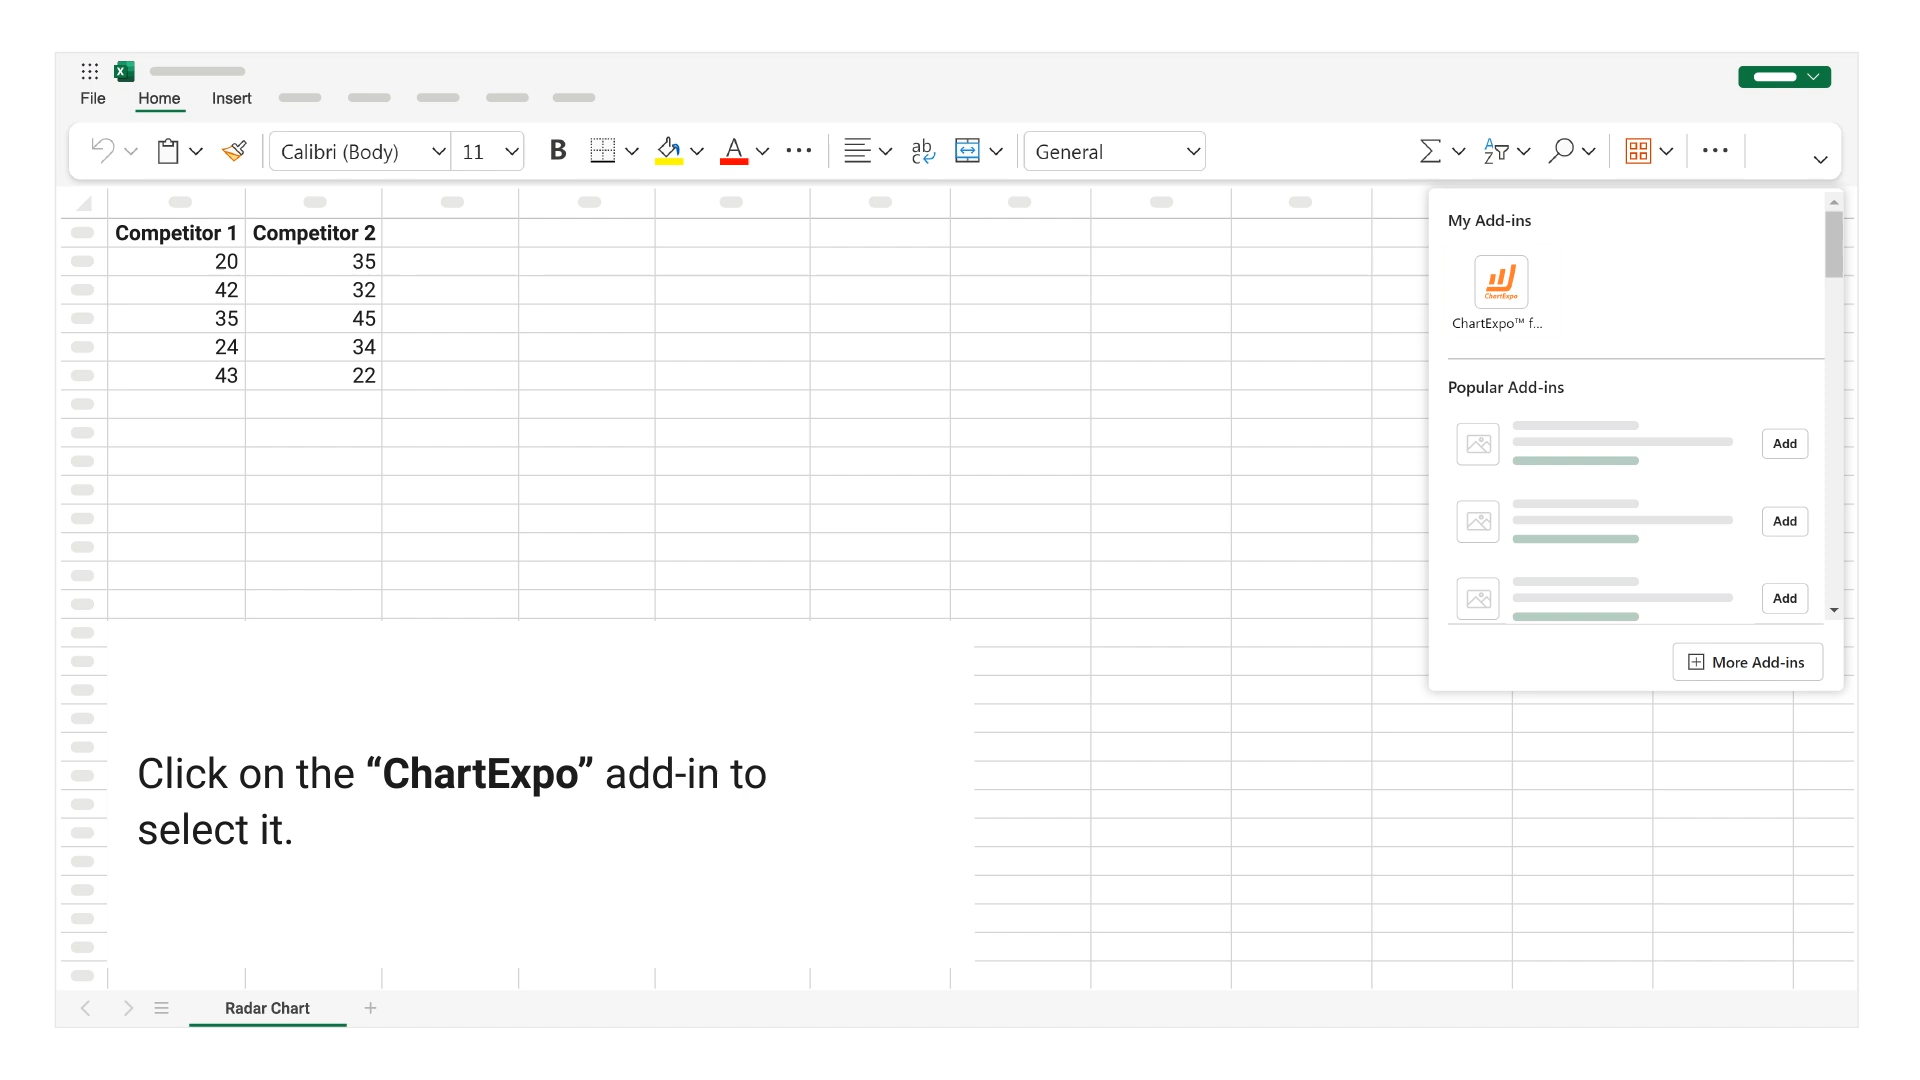 File Home Insert
Calibri (Body) 11 B A ab c General Σ A Z
My Add-ins
ChartExpo
ChartExpo™ f...
Competitor 1 Competitor 2
20 35
42 32
35 45
24 34
43 22
Popular Add-ins
Add
Add
Add
More Add-ins
Click on the “ChartExpo” add-in to
select it.
Radar Chart